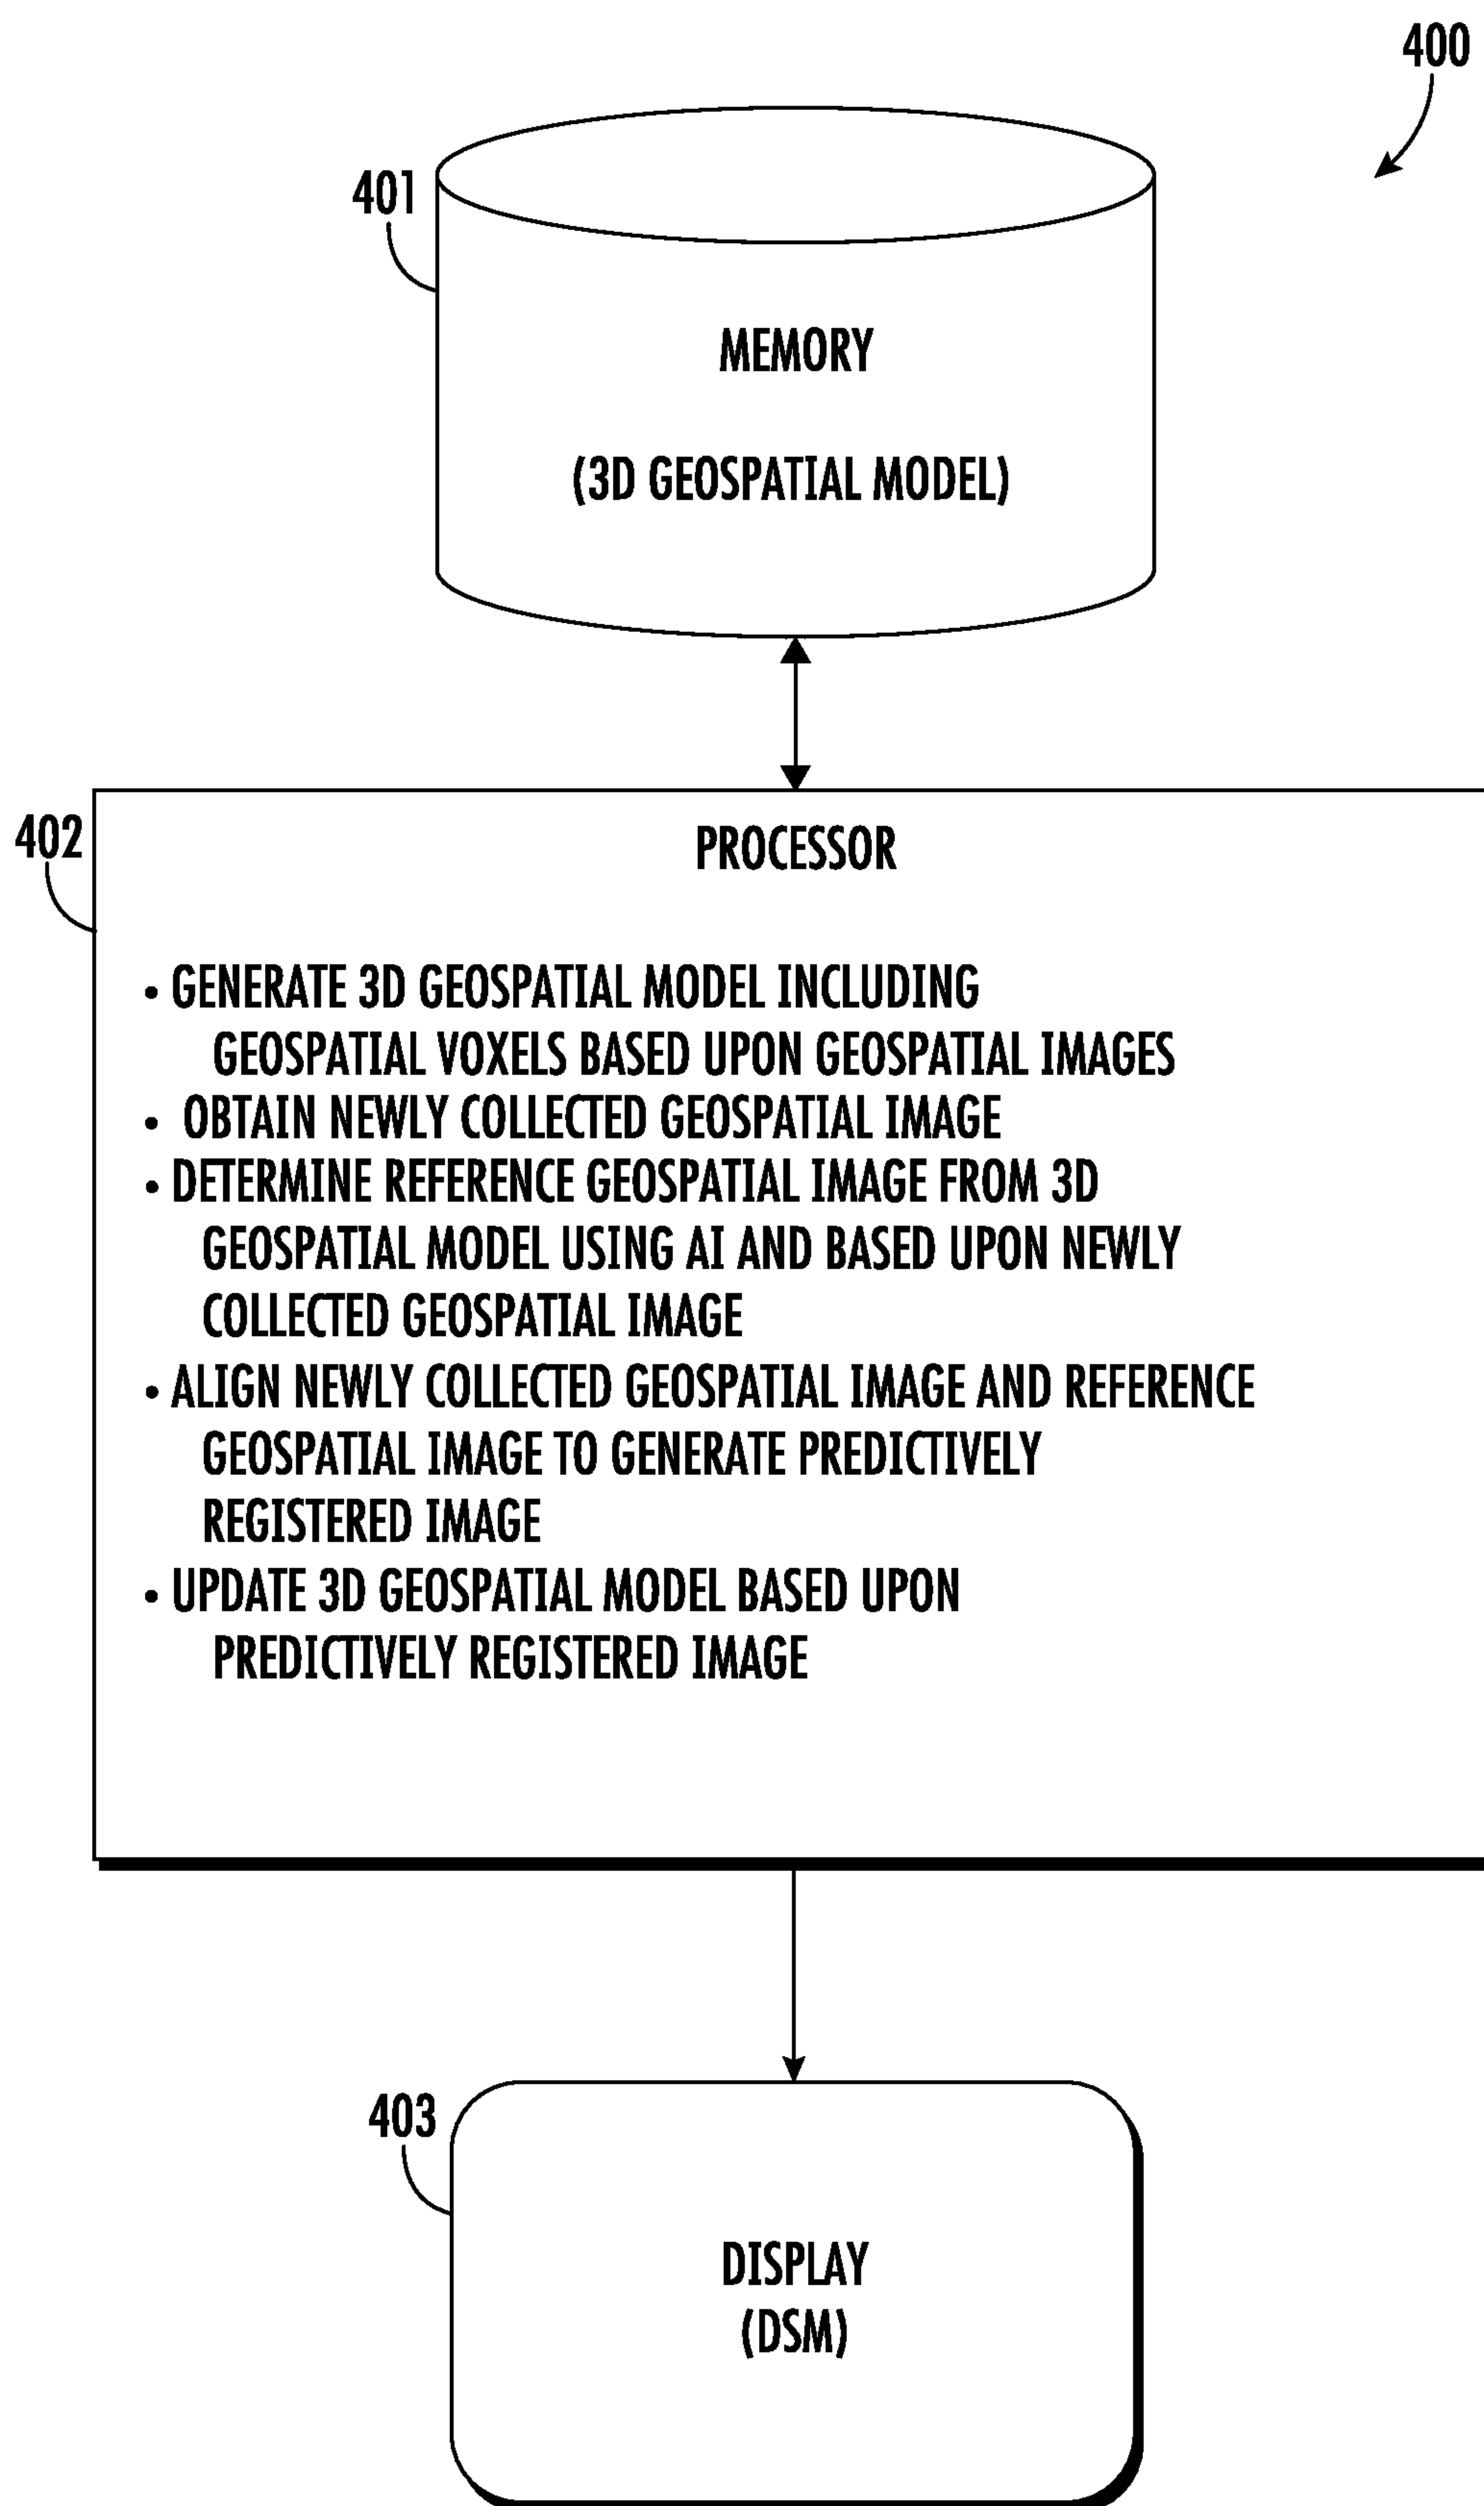 400
401
MEMORY
(3D GEOSPATIAL MODEL)
402
PROCESSOR
• GENERATE 3D GEOSPATIAL MODEL INCLUDING
GEOSPATIAL VOXELS BASED UPON GEOSPATIAL IMAGES
• OBTAIN NEWLY COLLECTED GEOSPATIAL IMAGE
• DETERMINE REFERENCE GEOSPATIAL IMAGE FROM 3D
GEOSPATIAL MODEL USING AI AND BASED UPON NEWLY
COLLECTED GEOSPATIAL IMAGE
• ALIGN NEWLY COLLECTED GEOSPATIAL IMAGE AND REFERENCE
GEOSPATIAL IMAGE TO GENERATE PREDICTIVELY
REGISTERED IMAGE
• UPDATE 3D GEOSPATIAL MODEL BASED UPON
PREDICTIVELY REGISTERED IMAGE
403
DISPLAY
(DSM)